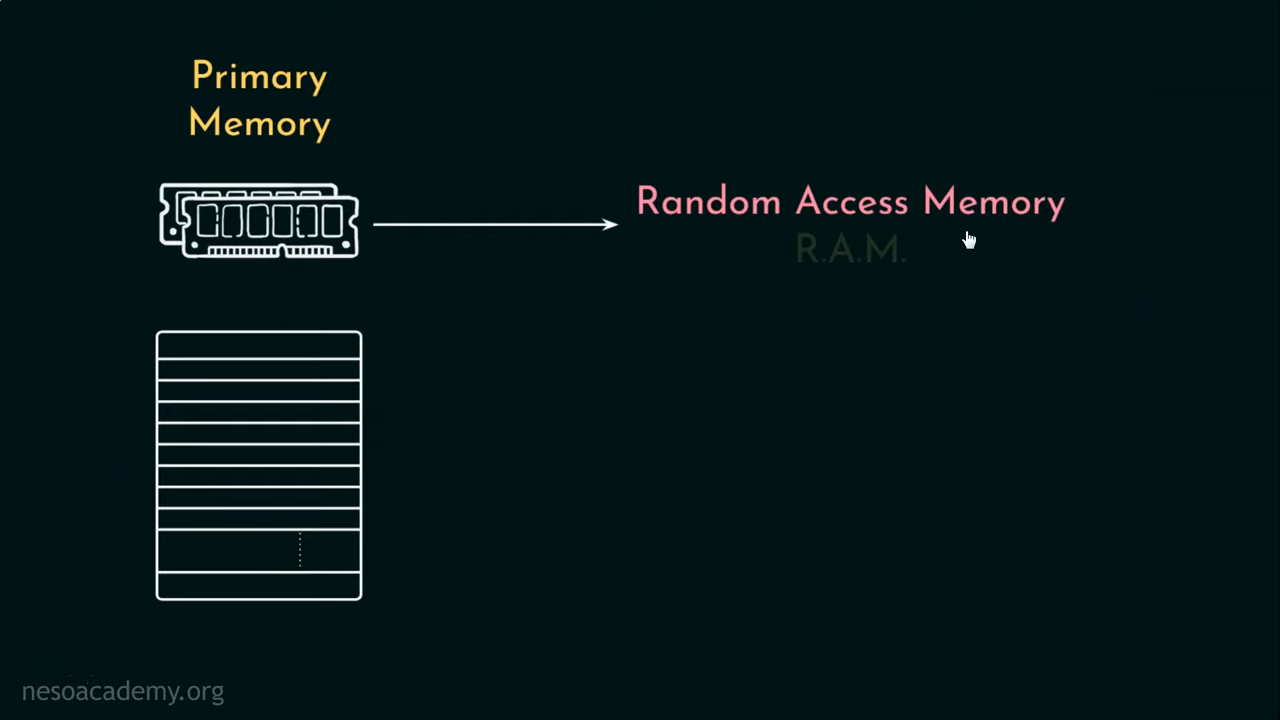 Primary
Memory
Random Access Memory
R.A.M.
nesoacademy.org